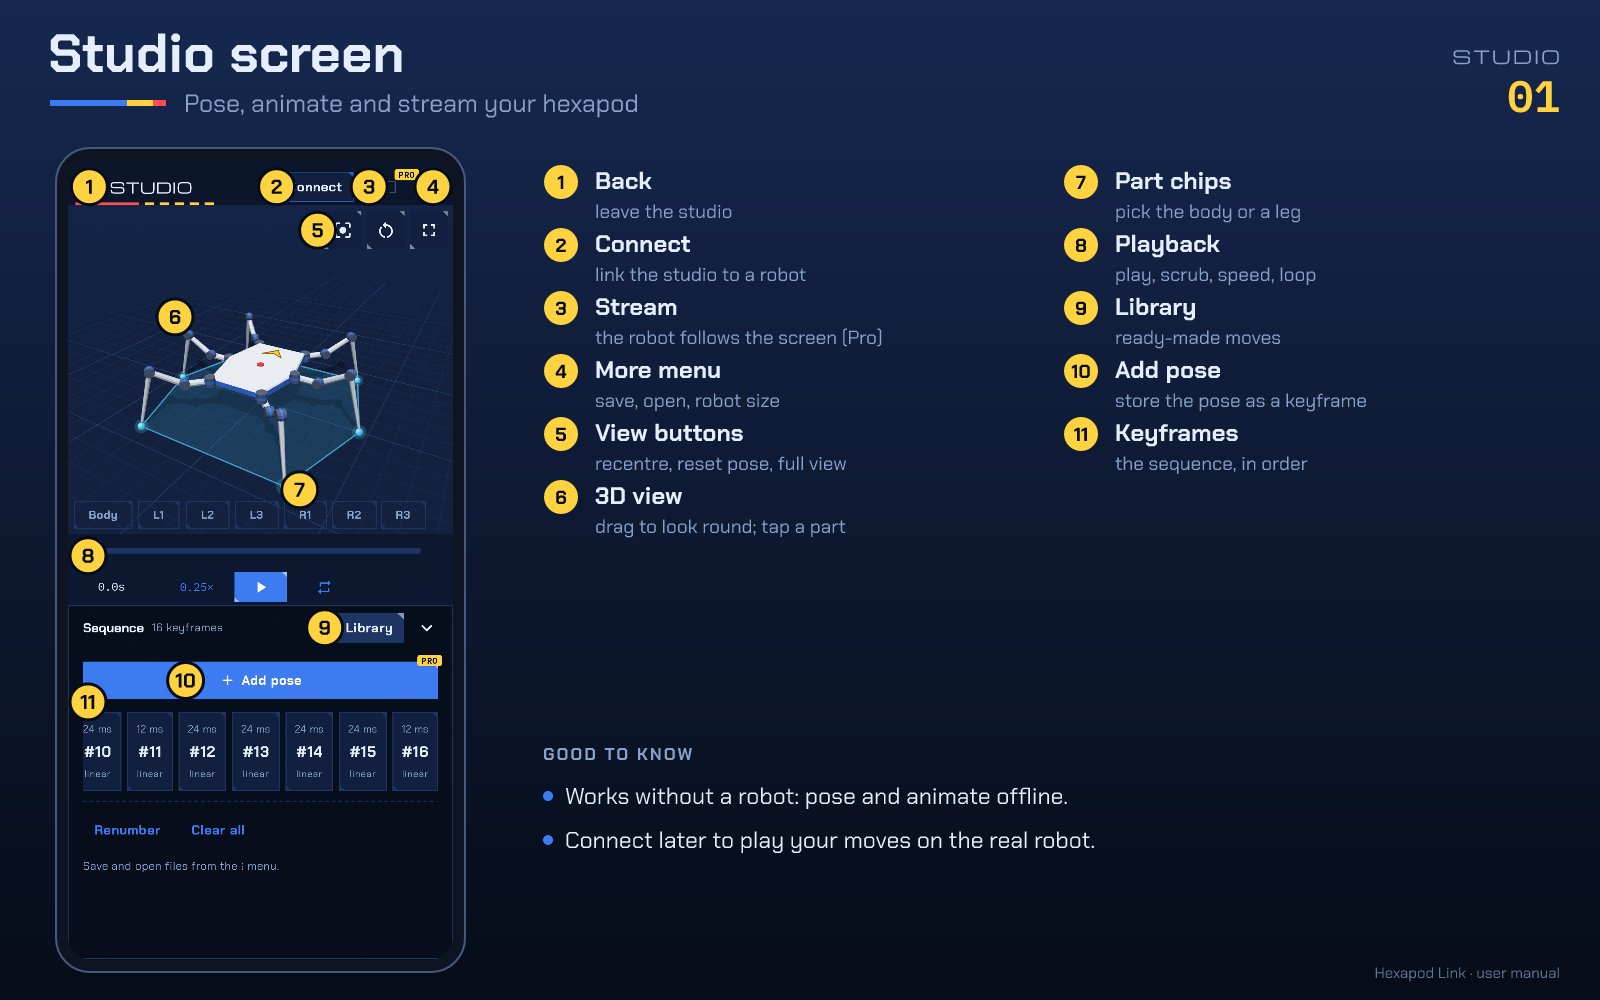 Studio screen
Pose, animate and stream your hexapod
STUDIO
01
1 STUDIO 2 onnect 3 PRO 4
5
6
7
Body L1 L2 L3 R1 R2 R3
8
0.0s 0.25×
Sequence 16 keyframes 9 Library
PRO
10 + Add pose
11
24 ms 12 ms 24 ms 24 ms 24 ms 24 ms 12 ms
#10 #11 #12 #13 #14 #15 #16
linear linear linear linear linear linear linear
Renumber Clear all
Save and open files from the ⋮ menu.
1 Back
leave the studio
2 Connect
link the studio to a robot
3 Stream
the robot follows the screen (Pro)
4 More menu
save, open, robot size
5 View buttons
recentre, reset pose, full view
6 3D view
drag to look round; tap a part
7 Part chips
pick the body or a leg
8 Playback
play, scrub, speed, loop
9 Library
ready-made moves
10 Add pose
store the pose as a keyframe
11 Keyframes
the sequence, in order
GOOD TO KNOW
Works without a robot: pose and animate offline.
Connect later to play your moves on the real robot.
Hexapod Link · user manual